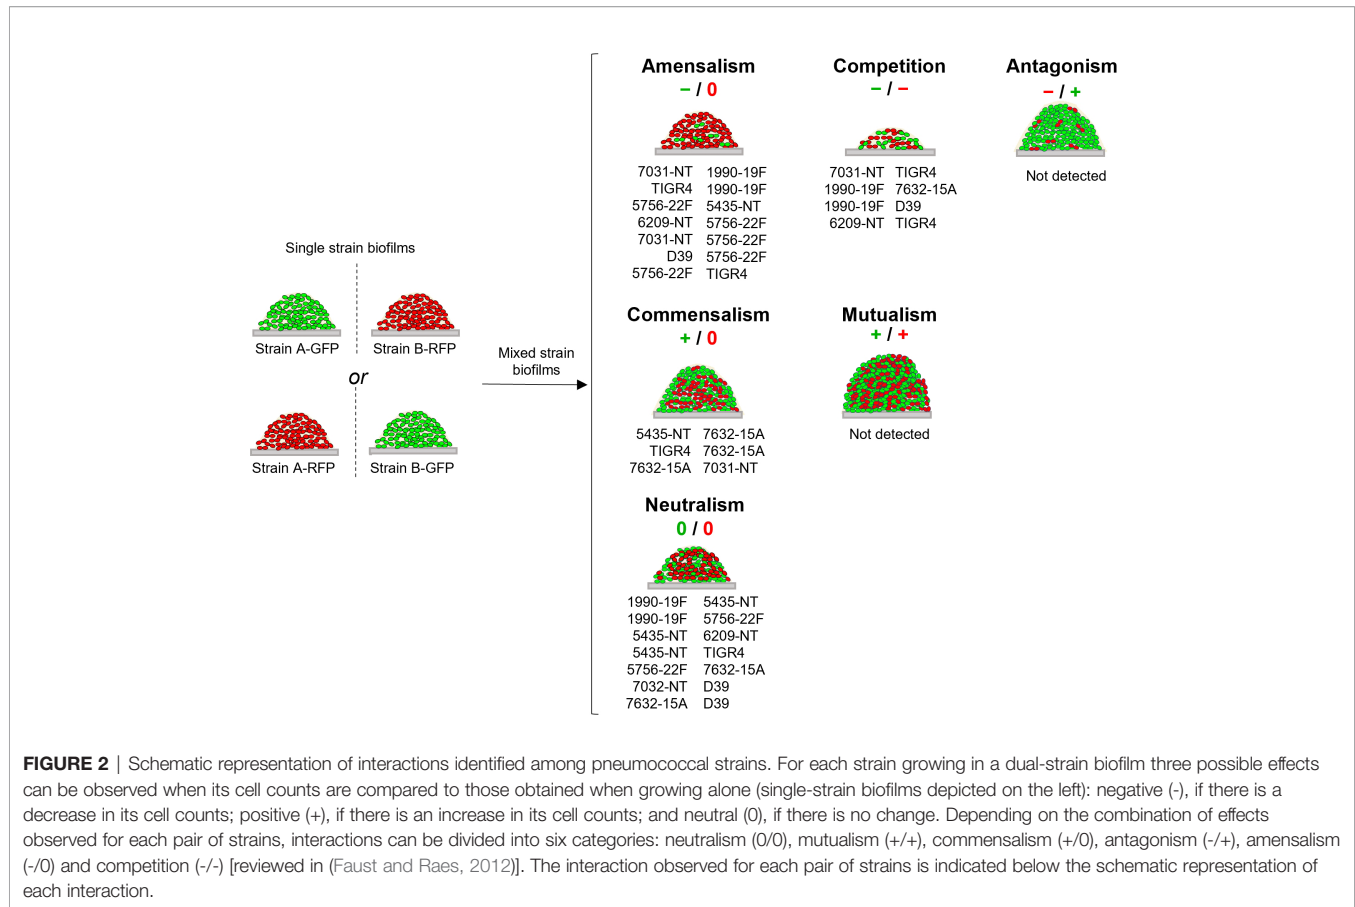 Single strain biofilms
Strain A-GFP
Strain B-RFP
or
Strain A-RFP
Strain B-GFP
Mixed strain
biofilms
Amensalism
– / 0
7031-NT 1990-19F
TIGR4 1990-19F
5756-22F 5435-NT
6209-NT 5756-22F
7031-NT 5756-22F
D39 5756-22F
5756-22F TIGR4
Competition
– / –
7031-NT TIGR4
1990-19F 7632-15A
1990-19F D39
6209-NT TIGR4
Antagonism
– / +
Not detected
Commensalism
+ / 0
5435-NT 7632-15A
TIGR4 7632-15A
7632-15A 7031-NT
Mutualism
+ / +
Not detected
Neutralism
0 / 0
1990-19F 5435-NT
1990-19F 5756-22F
5435-NT 6209-NT
5435-NT TIGR4
5756-22F 7632-15A
7032-NT D39
7632-15A D39
FIGURE 2 | Schematic representation of interactions identified among pneumococcal strains. For each strain growing in a dual-strain biofilm three possible effects
can be observed when its cell counts are compared to those obtained when growing alone (single-strain biofilms depicted on the left): negative (-), if there is a
decrease in its cell counts; positive (+), if there is an increase in its cell counts; and neutral (0), if there is no change. Depending on the combination of effects
observed for each pair of strains, interactions can be divided into six categories: neutralism (0/0), mutualism (+/+), commensalism (+/0), antagonism (-/+), amensalism
(-/0) and competition (-/-) [reviewed in (Faust and Raes, 2012)]. The interaction observed for each pair of strains is indicated below the schematic representation of
each interaction.